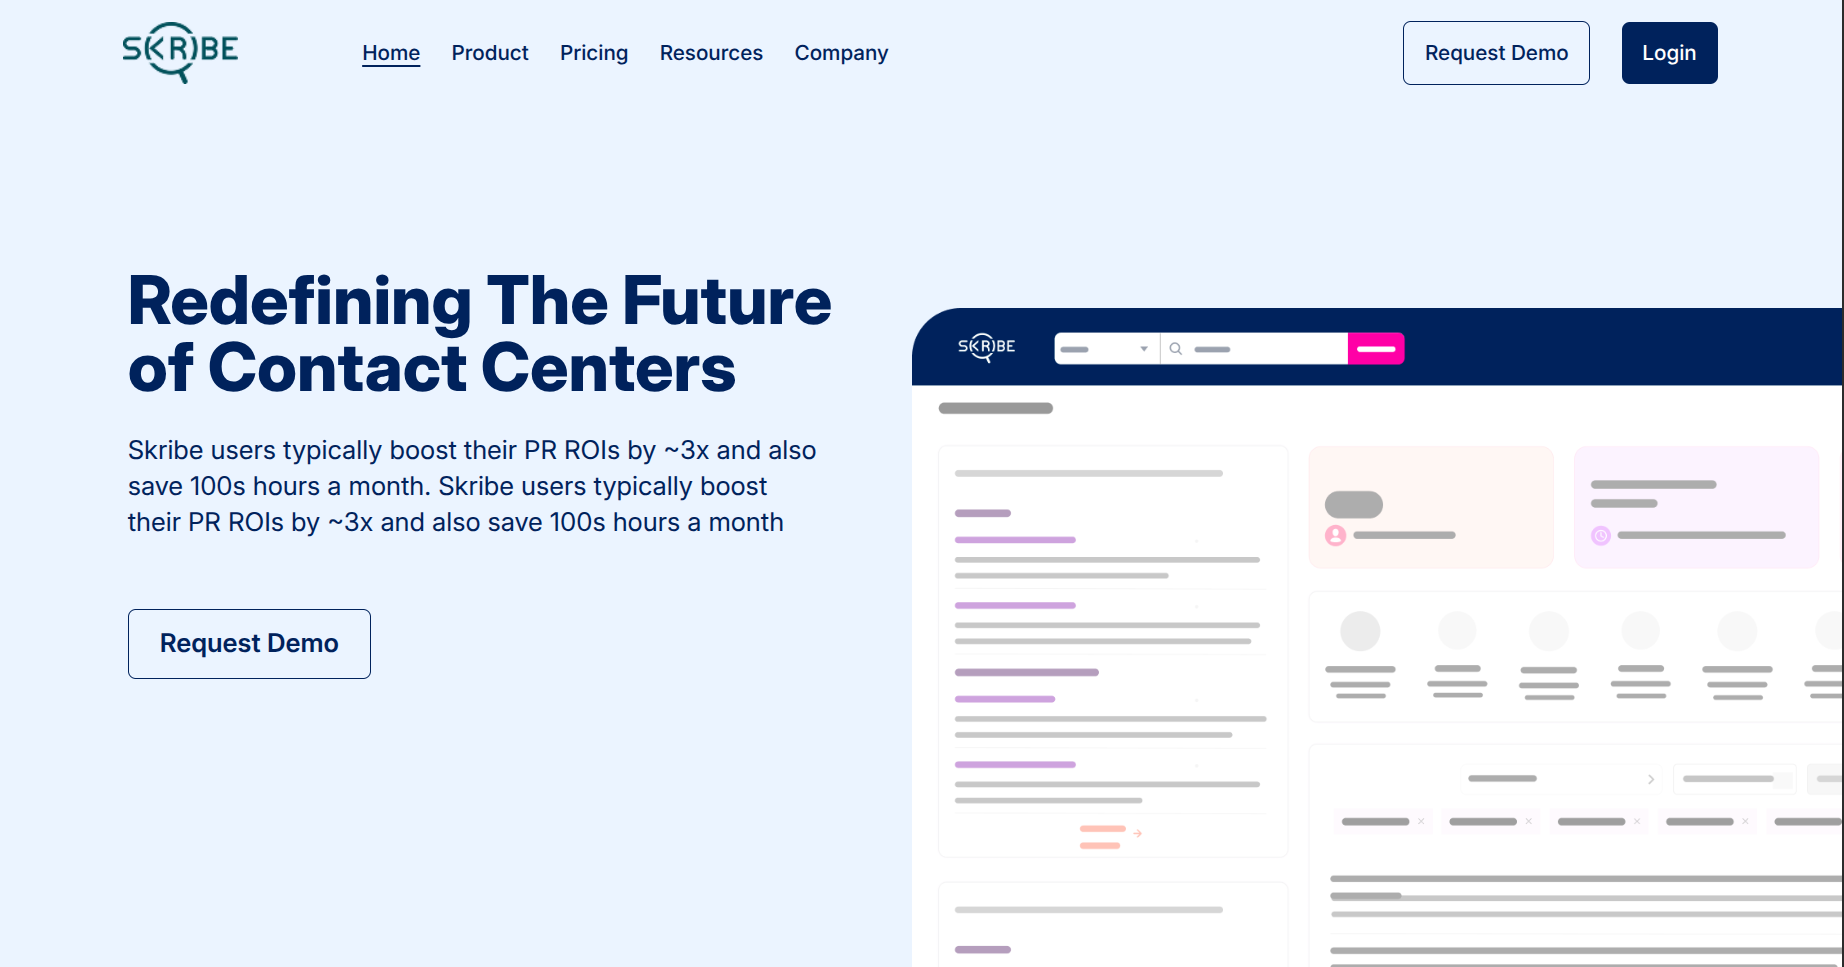 SKRIBE
Home Product Pricing Resources Company
Request Demo
Login
Redefining The Future
of Contact Centers
Skribe users typically boost their PR ROIs by ~3x and also
save 100s hours a month. Skribe users typically boost
their PR ROIs by ~3x and also save 100s hours a month
Request Demo
SKRIBE